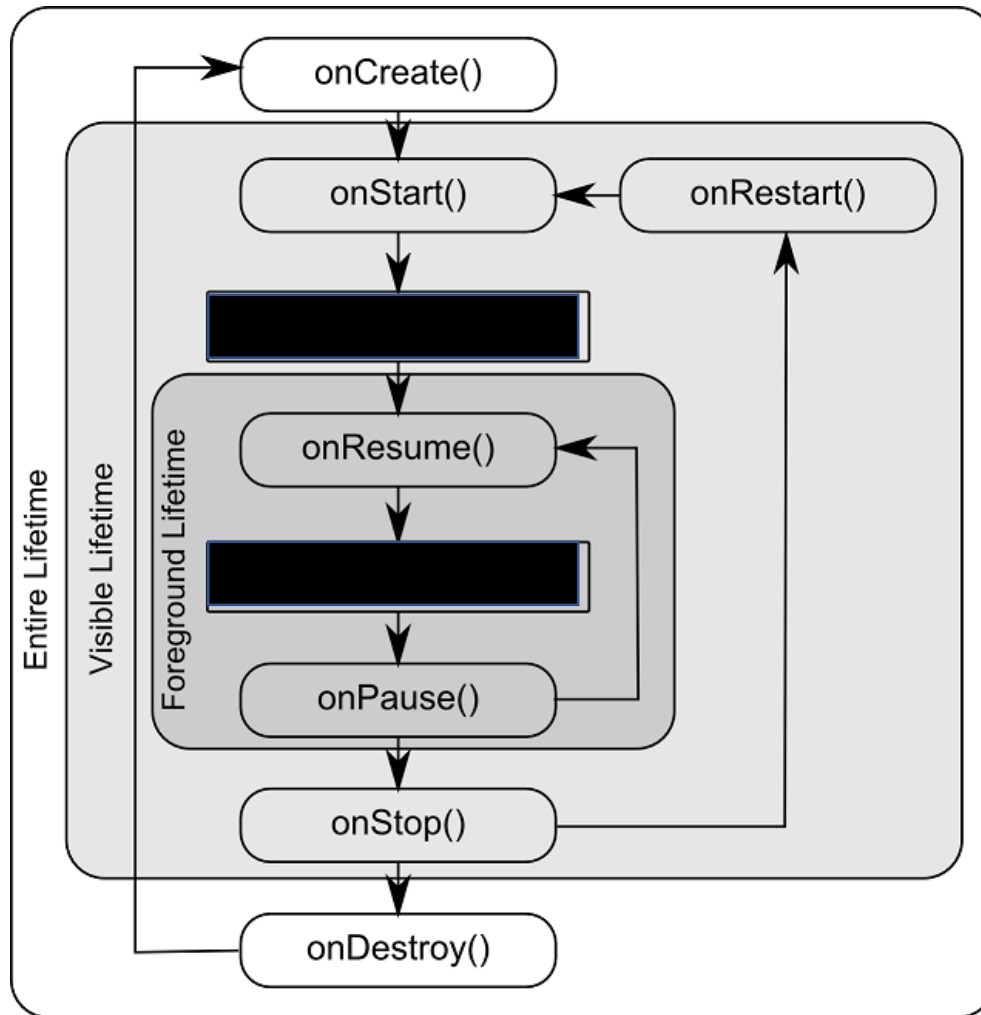 onCreate()
onStart()
onRestart()
onResume()
onPause()
onStop()
onDestroy()
Entire Lifetime
Visible Lifetime
Foreground Lifetime